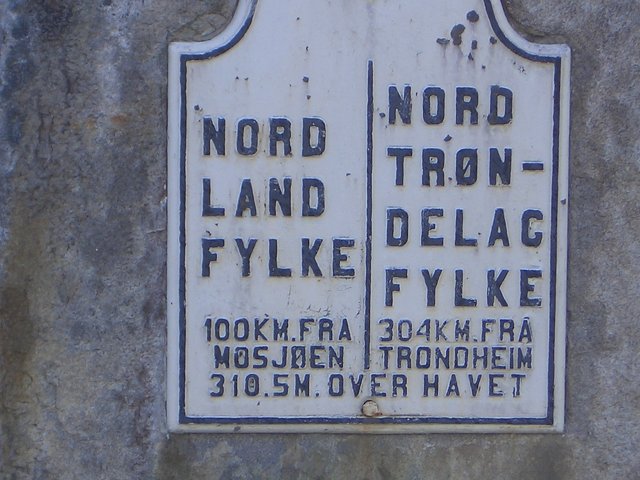 NORD
LAND
FYLKE
100KM.FRA
MØSJØEN
NORD
TRØN-
DELAG
FYLKE
304KM.FRA
TRONDHEIM
310.5M.OVER HAVET